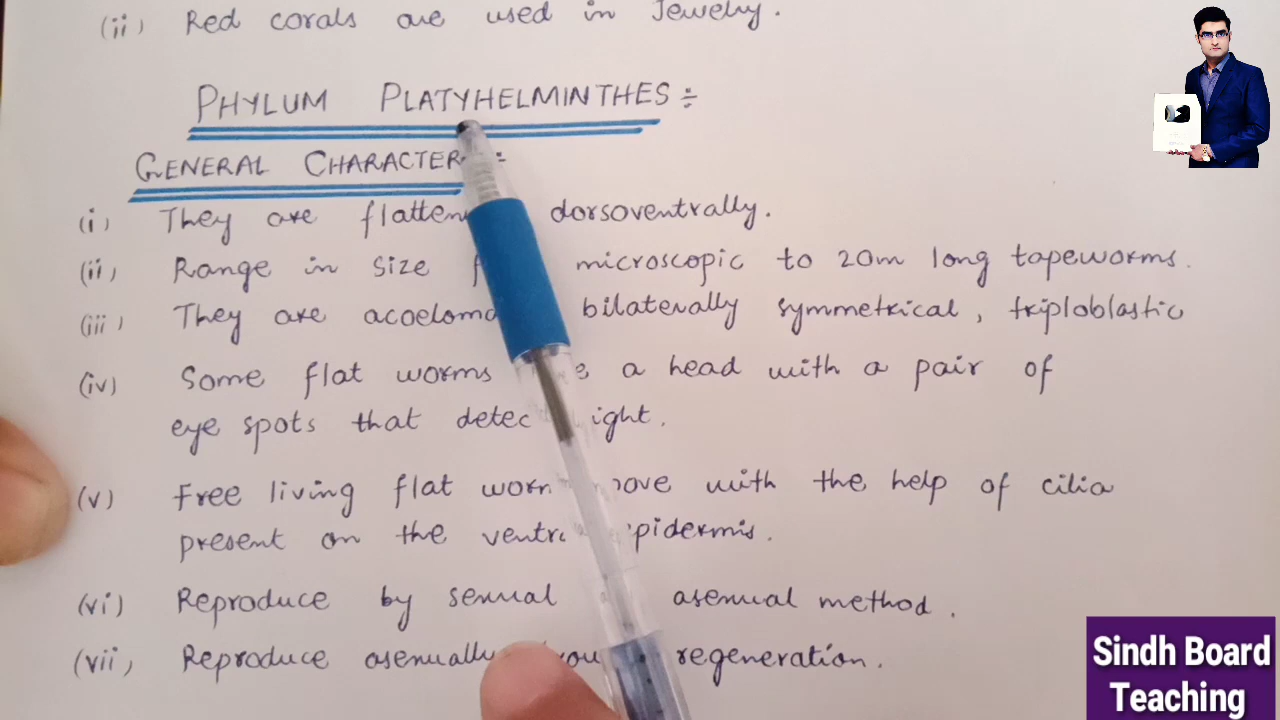 (ii) Red corals are used in Jewelry.
PHYLUM PLATYHELMINTHES÷
GENERAL CHARACTER
(i) They are flatten dorsoventrally.
(ii) Range in size microscopic to 20m long tapeworms.
(iii) They are acoeloma bilaterally symmetrical, triploblastic
(iv) Some flat worms a head with a pair of
eye spots that detec ight.
(v) Free living flat worm move with the help of cilia
present on the ventr epidermis.
(vi) Reproduce by sexual asexual method.
(vii) Reproduce asexually regeneration.
Sindh Board
Teaching